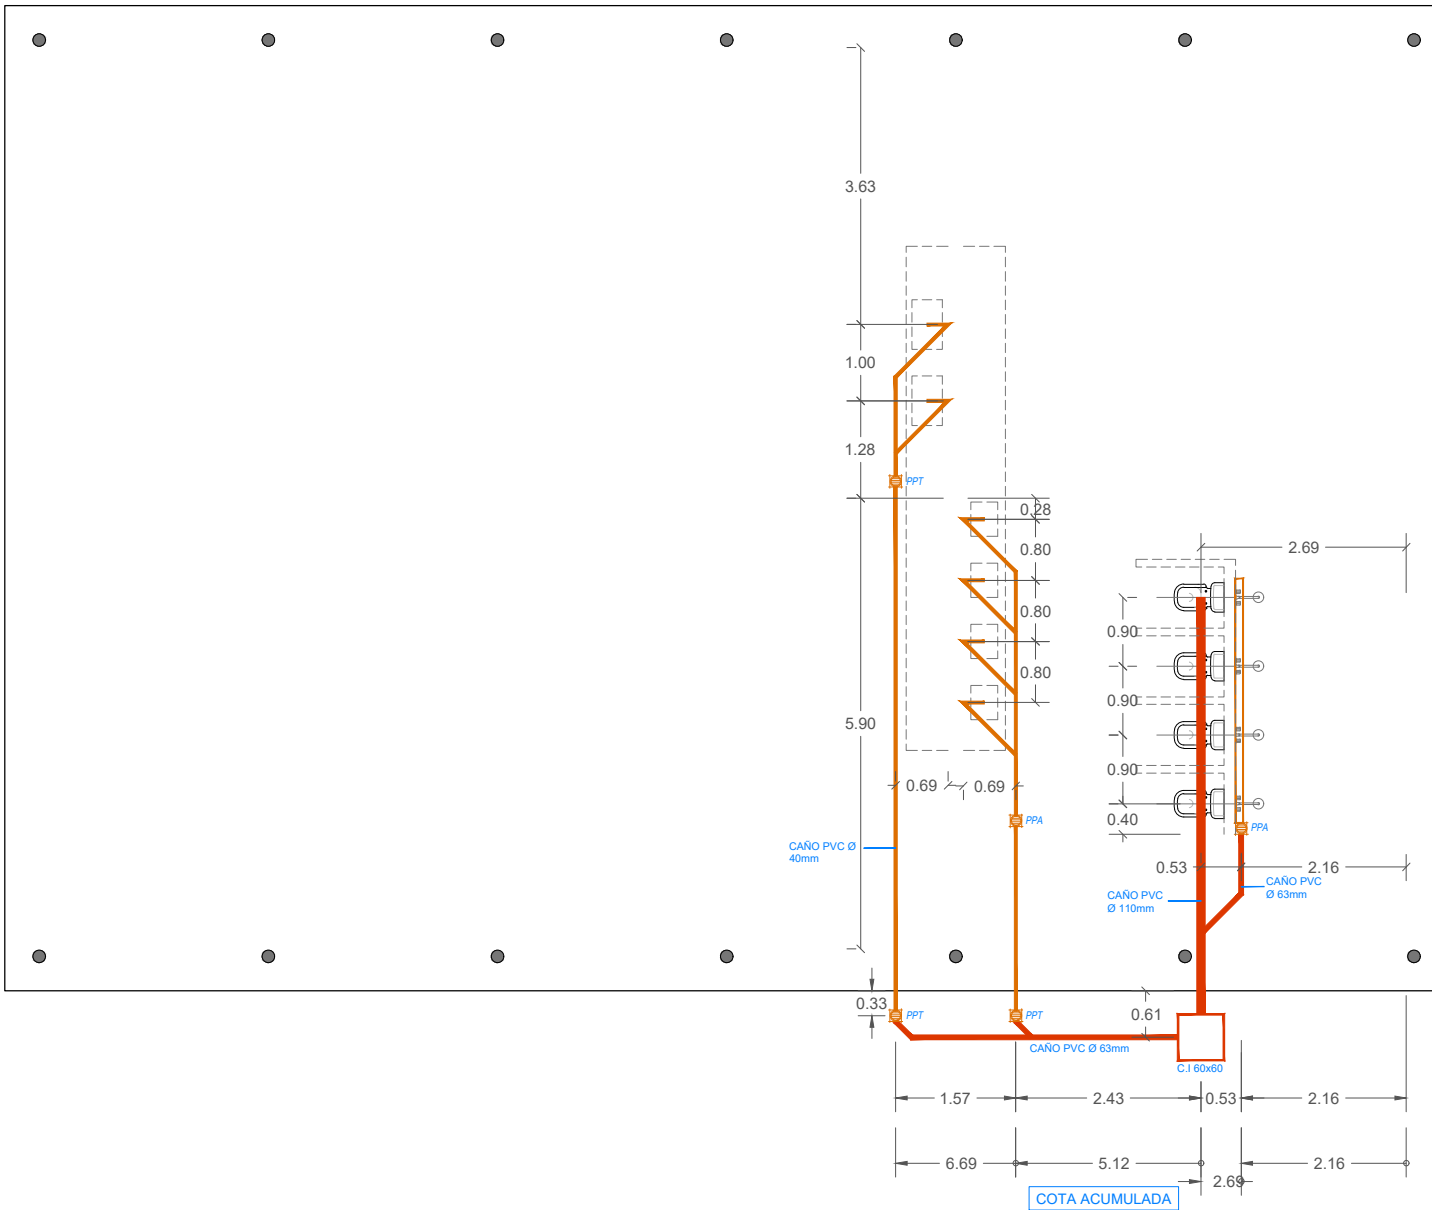 3.63
1.00
1.28
PPT
0.28
0.80
2.69
0.80
0.90
0.80
0.90
5.90
0.90
0.69
0.69
PPA
0.40
PPA
CAÑO PVC Ø
40mm
0.53
2.16
CAÑO PVC
Ø 63mm
CAÑO PVC
Ø 110mm
0.33
PPT
PPT
0.61
CAÑO PVC Ø 63mm
C.I 60x60
1.57
2.43
0.53
2.16
6.69
5.12
2.16
2.69
COTA ACUMULADA